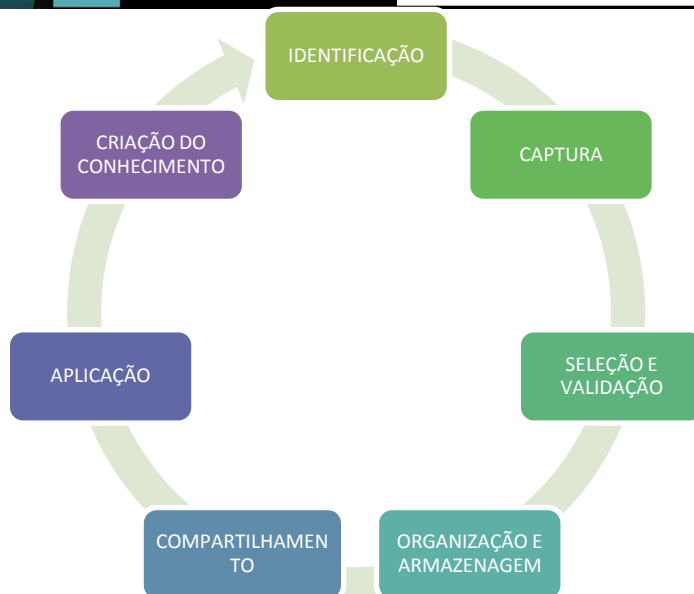 IDENTIFICAÇÃO
CAPTURA
SELEÇÃO E
VALIDAÇÃO
ORGANIZAÇÃO E
ARMAZENAGEM
COMPARTILHAMEN
TO
APLICAÇÃO
CRIAÇÃO DO
CONHECIMENTO